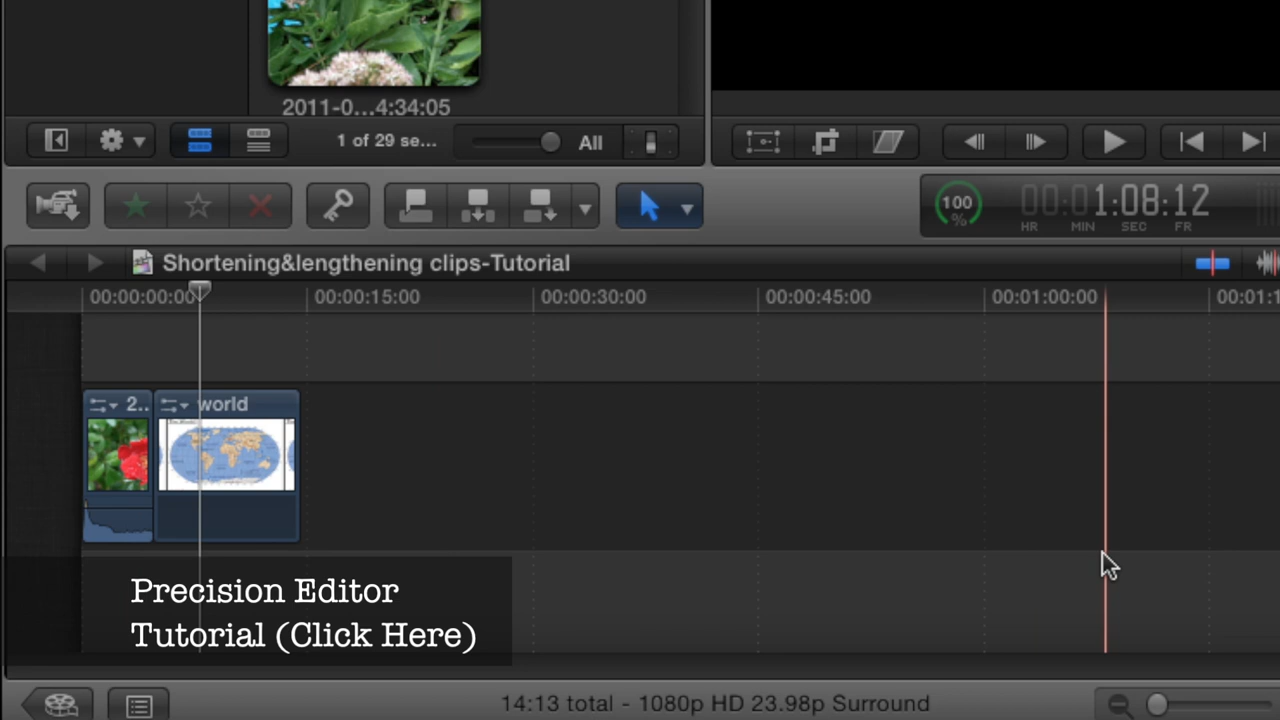 2011-0...4:34:05
1 of 29 se...
All
100
%
00:01:08:12
HR MIN SEC FR
Shortening&lengthening clips-Tutorial
00:00:00:00 00:00:15:00 00:00:30:00 00:00:45:00 00:01:00:00 00:01:1
2.. world
Precision Editor
Tutorial (Click Here)
14:13 total - 1080p HD 23.98p Surround